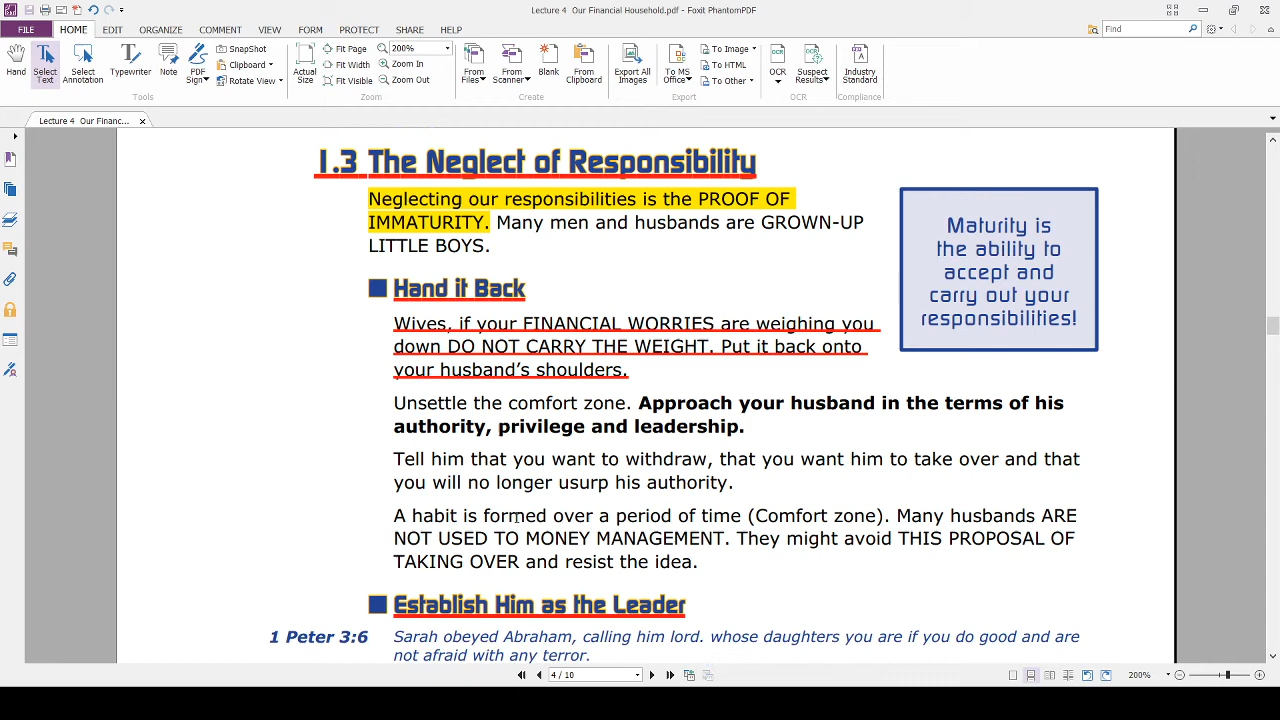 Lecture 4 Our Financial Household.pdf - Foxit PhantomPDF
FILE HOME EDIT ORGANIZE COMMENT VIEW FORM PROTECT SHARE HELP
Find
Hand
Select
Text
Select
Annotation
Typewriter
Note
PDF
Sign
SnapShot
Clipboard
Rotate View
Tools
Actual
Size
Fit Page
Fit Width
Fit Visible
200%
Zoom In
Zoom Out
Zoom
From
Files
From
Scanner
Blank
From
Clipboard
Create
Export All
Images
To MS
Office
To Image
To HTML
To Other
Export
OCR
Suspect
Results
OCR
Industry
Standard
Compliance
Lecture 4 Our Financ...
1.3 The Neglect of Responsibility
Neglecting our responsibilities is the PROOF OF
IMMATURITY. Many men and husbands are GROWN-UP
LITTLE BOYS.
Maturity is
the ability to
accept and
carry out your
responsibilities!
Hand it Back
Wives, if your FINANCIAL WORRIES are weighing you
down DO NOT CARRY THE WEIGHT. Put it back onto
your husband's shoulders.
Unsettle the comfort zone. Approach your husband in the terms of his
authority, privilege and leadership.
Tell him that you want to withdraw, that you want him to take over and that
you will no longer usurp his authority.
A habit is formed over a period of time (Comfort zone). Many husbands ARE
NOT USED TO MONEY MANAGEMENT. They might avoid THIS PROPOSAL OF
TAKING OVER and resist the idea.
Establish Him as the Leader
1 Peter 3:6 Sarah obeyed Abraham, calling him lord. whose daughters you are if you do good and are
not afraid with any terror.
4 / 10
200%